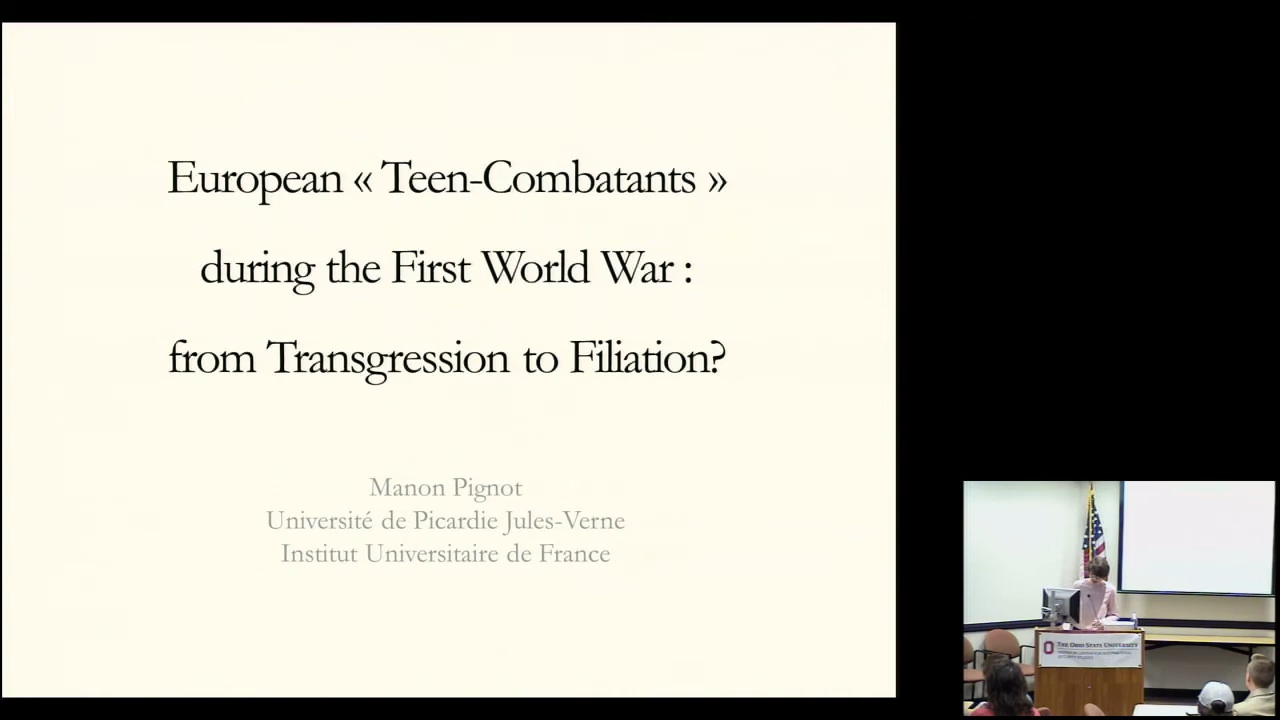 European « Teen-Combatants »
during the First World War :
from Transgression to Filiation?
Manon Pignot
Université de Picardie Jules-Verne
Institut Universitaire de France
THE OHIO STATE UNIVERSITY